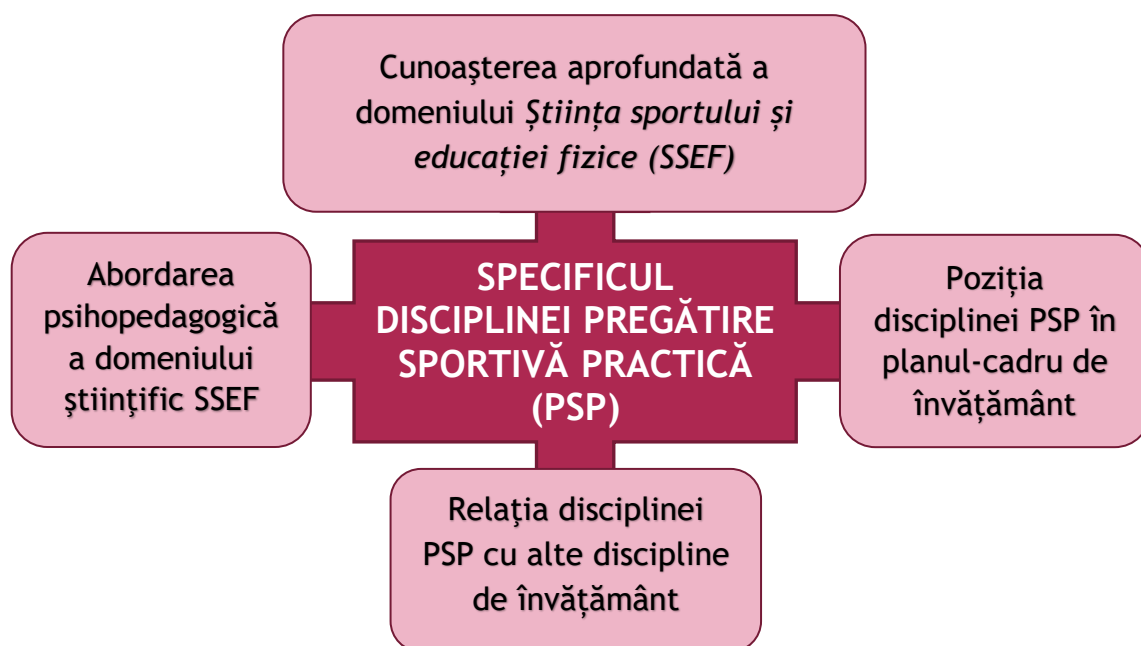 Cunoaşterea aprofundată a
domeniului Știința sportului și
educației fizice (SSEF)
Abordarea
psihopedagogică
a domeniului
ştiinţific SSEF
SPECIFICUL
DISCIPLINEI PREGĂTIRE
SPORTIVĂ PRACTICĂ
(PSP)
Poziția
disciplinei PSP în
planul-cadru de
învățământ
Relaţia disciplinei
PSP cu alte discipline
de învățământ